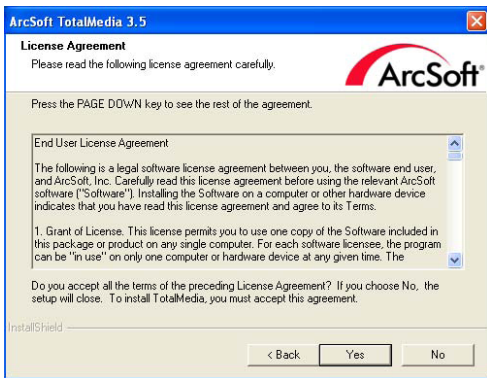 ArcSoft TotalMedia 3.5
License Agreement
Please read the following license agreement carefully.
ArcSoft®
Press the PAGE DOWN key to see the rest of the agreement.
End User License Agreement
The following is a legal software license agreement between you, the software end user,
and ArcSoft, Inc. Carefully read this license agreement before using the relevant ArcSoft
software ("Software"). Installing the Software on a computer or other hardware device
indicates that you have read this license agreement and agree to its Terms.
1. Grant of License. This license permits you to use one copy of the Software included in
this package or product on any single computer. For each software licensee, the program
can be "in use" on only one computer or hardware device at any given time. The
Do you accept all the terms of the preceding License Agreement? If you choose No, the
setup will close. To install TotalMedia, you must accept this agreement.
InstallShield
< Back
Yes
No